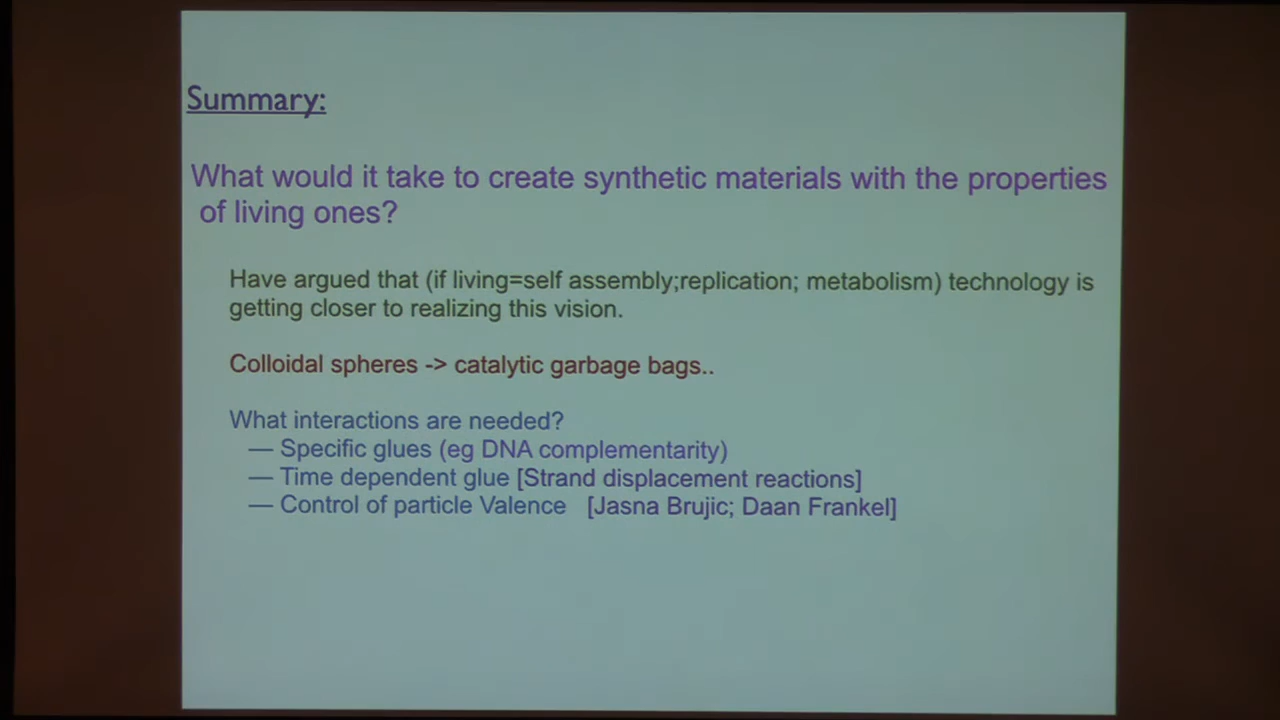 Summary:
What would it take to create synthetic materials with the properties
of living ones?
Have argued that (if living=self assembly;replication; metabolism) technology is
getting closer to realizing this vision.
Colloidal spheres -> catalytic garbage bags..
What interactions are needed?
— Specific glues (eg DNA complementarity)
— Time dependent glue [Strand displacement reactions]
— Control of particle Valence [Jasna Brujic; Daan Frankel]